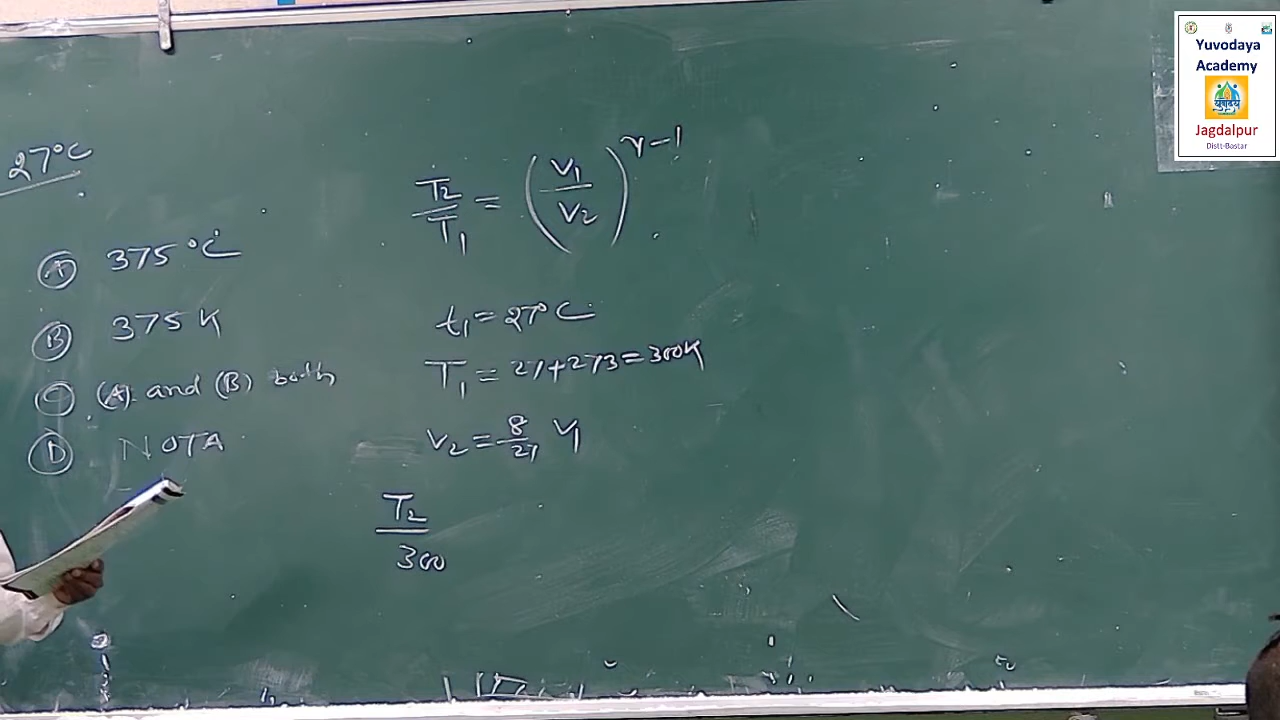 Yuvodaya
Academy
युवोदय
Jagdalpur
Distt-Bastar
27°C
(A) 375°C
(B) 375 K
(C) (A) and (B) both
(D) NOTA
T2/T1 = (V1/V2)^γ-1
t1 = 27°C
T1 = 27+273 = 300K
V2 = 8/27 V1
T2/300